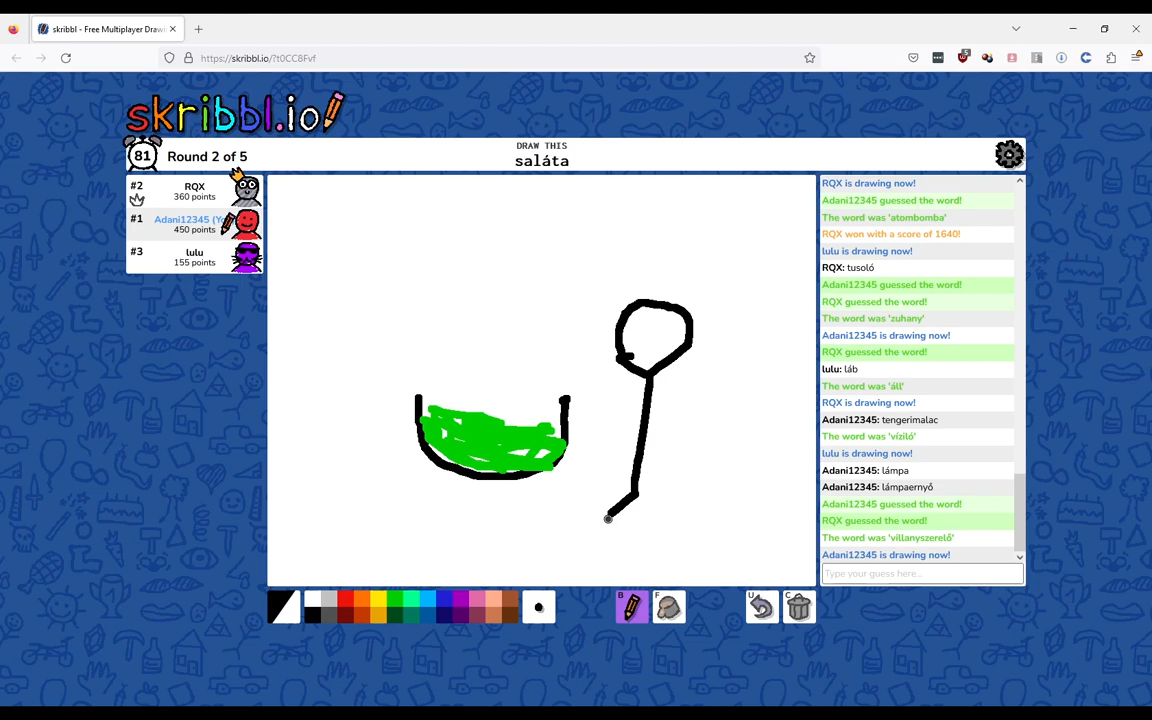 skribbl - Free Multiplayer Drawi
https://skribbl.io/?t0CC8Fvf
5
skribbl.io
81
Round 2 of 5
DRAW THIS
saláta
#2
RQX
360 points
#1
Adani12345 (Yo
450 points
#3
lulu
155 points
RQX is drawing now!
Adani12345 guessed the word!
The word was 'atombomba'
RQX won with a score of 1640!
lulu is drawing now!
RQX: tusoló
Adani12345 guessed the word!
RQX guessed the word!
The word was 'zuhany'
Adani12345 is drawing now!
RQX guessed the word!
lulu: láb
The word was 'áll'
RQX is drawing now!
Adani12345: tengerimalac
The word was 'víziló'
lulu is drawing now!
Adani12345: lámpa
Adani12345: lámpaernyő
Adani12345 guessed the word!
RQX guessed the word!
The word was 'villanyszerelő'
Adani12345 is drawing now!
Type your guess here...
B
F
U
C